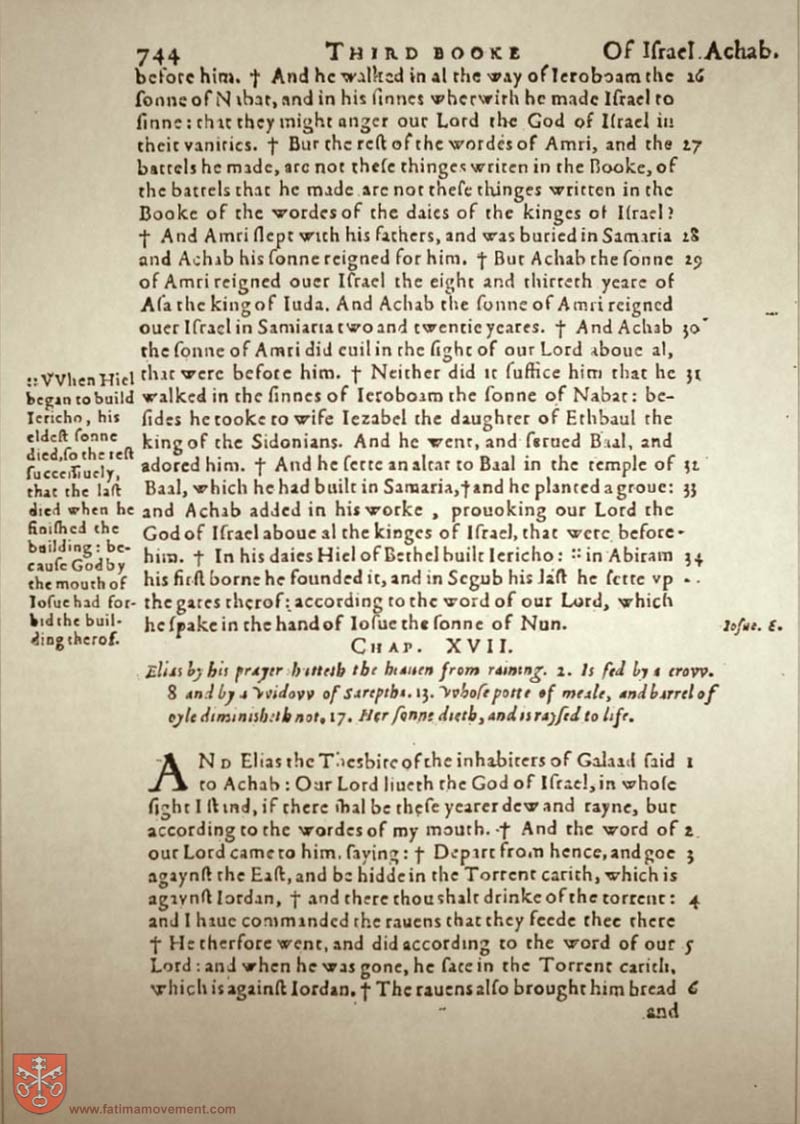 744 THIRD BOOKE Of Iſrael. Achab.
before him. † And he walked in al the way of Ieroboam the 26
ſonne of Nabat, and in his ſinnes wherwith he made Iſrael to
ſinne: that they might anger our Lord the God of Iſrael in
their vanities. † But the reſt of the wordes of Amri, and the 27
battels he made, are not theſe thinges writen in the Booke, of
the battels that he made are not theſe thinges written in the
Booke of the wordes of the daies of the kinges of Iſrael?
† And Amri ſlept with his fathers, and was buried in Samaria 28
and Achab his ſonne reigned for him. † But Achab the ſonne 29
of Amri reigned ouer Iſrael the eight and thirteth yeare of
Aſa the king of Iuda. And Achab the ſonne of Amri reigned
ouer Iſrael in Samiaria two and twentie yeares. † And Achab 30
the ſonne of Amri did euil in the ſight of our Lord aboue al,
that were before him. † Neither did it ſuffice him that he 31
walked in the ſinnes of Ieroboam the ſonne of Nabat: be-
ſides he tooke to wife Iezabel the daughter of Ethbaul the
king of the Sidonians. And he went, and ſerued Baal, and
adored him. † And he ſette an altar to Baal in the temple of 32
Baal, which he had built in Samaria, † and he planted a groue: 33
and Achab added in his worke , prouoking our Lord the
God of Iſrael aboue al the kinges of Iſrael, that were before
him. † In his daies Hiel of Bethel built Iericho: :: in Abiram 34
his firſt borne he founded it, and in Segub his laſt he ſette vp
the gates therof: according to the word of our Lord, which
he ſpake in the hand of Ioſue the ſonne of Nun.
:: VVhen Hiel
began to build
Iericho, his
eldeſt ſonne
died, ſo the reſt
ſucceſſiuely,
that the laſt
died when he
finiſhed the
building: be-
cauſe God by
the mouth of
Ioſue had for-
bid the buil-
ding therof.
Ioſue. 6.
CHAP. XVII.
Elias by his prayer ſhutteth the heauen from raining. 2. Is fed by a crovv.
8 and by a vvidovv of Sareptha. 13. vvhoſe potte of meale, and barrel of
oyle diminisheth not, 17. Her ſonne dieth, and is rayſed to life.
AND Elias the Thesbite of the inhabiters of Galaad ſaid 1
to Achab: Our Lord liueth the God of Iſrael, in whoſe
ſight I ſtand, if there ſhal be theſe yearer dew and rayne, but
according to the wordes of my mouth. † And the word of 2
our Lord came to him, ſaying: † Depart from hence, and goe 3
agaynſt the Eaſt, and be hidde in the Torrent carith, which is
agaynſt Iordan, † and there thou shalt drinke of the torrent: 4
and I haue commanded the rauens that they feede thee there
† He therfore went, and did according to the word of our 5
Lord: and when he was gone, he ſate in the Torrent carith,
which is againſt Iordan. † The rauens alſo brought him bread 6
and
www.fatimamovement.com